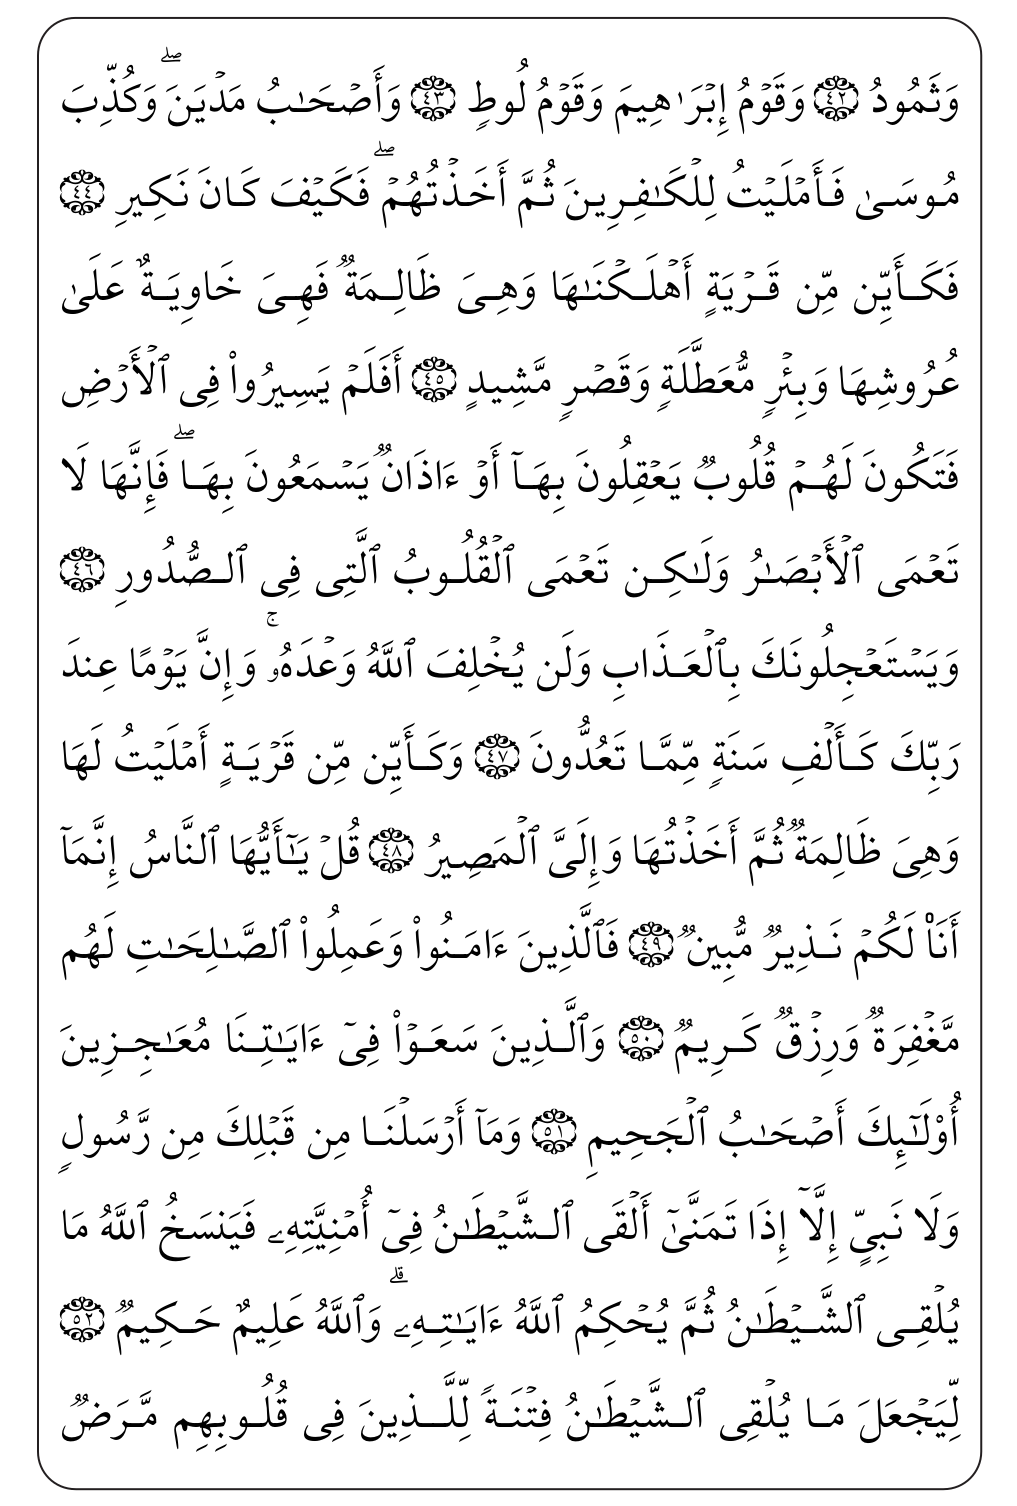 وَثَمُودُ ٤٢ وَقَوۡمُ إِبۡرَٰهِيمَ وَقَوۡمُ لُوطٖ ٤٣ وَأَصۡحَٰبُ مَدۡيَنَۖ وَكُذِّبَ
مُوسَىٰ فَأَمۡلَيۡتُ لِلۡكَٰفِرِينَ ثُمَّ أَخَذۡتُهُمۡۖ فَكَيۡفَ كَانَ نَكِيرِ ٤٤
فَكَأَيِّن مِّن قَرۡيَةٍ أَهۡلَكۡنَٰهَا وَهِيَ ظَالِمَةٞ فَهِيَ خَاوِيَةٌ عَلَىٰ
عُرُوشِهَا وَبِئۡرٖ مُّعَطَّلَةٖ وَقَصۡرٖ مَّشِيدٍ ٤٥ أَفَلَمۡ يَسِيرُواْ فِي ٱلۡأَرۡضِ
فَتَكُونَ لَهُمۡ قُلُوبٞ يَعۡقِلُونَ بِهَآ أَوۡ ءَاذَانٞ يَسۡمَعُونَ بِهَاۖ فَإِنَّهَا لَا
تَعۡمَى ٱلۡأَبۡصَٰرُ وَلَٰكِن تَعۡمَى ٱلۡقُلُوبُ ٱلَّتِي فِي ٱلصُّدُورِ ٤٦
وَيَسۡتَعۡجِلُونَكَ بِٱلۡعَذَابِ وَلَن يُخۡلِفَ ٱللَّهُ وَعۡدَهُۥۚ وَإِنَّ يَوۡمًا عِندَ
رَبِّكَ كَأَلۡفِ سَنَةٖ مِّمَّا تَعُدُّونَ ٤٧ وَكَأَيِّن مِّن قَرۡيَةٍ أَمۡلَيۡتُ لَهَا
وَهِيَ ظَالِمَةٞ ثُمَّ أَخَذۡتُهَا وَإِلَيَّ ٱلۡمَصِيرُ ٤٨ قُلۡ يَٰٓأَيُّهَا ٱلنَّاسُ إِنَّمَآ
أَنَا۠ لَكُمۡ نَذِيرٞ مُّبِينٞ ٤٩ فَٱلَّذِينَ ءَامَنُواْ وَعَمِلُواْ ٱلصَّٰلِحَٰتِ لَهُم
مَّغۡفِرَةٞ وَرِزۡقٞ كَرِيمٞ ٥٠ وَٱلَّذِينَ سَعَوۡاْ فِيٓ ءَايَٰتِنَا مُعَٰجِزِينَ
أُوْلَٰٓئِكَ أَصۡحَٰبُ ٱلۡجَحِيمِ ٥١ وَمَآ أَرۡسَلۡنَا مِن قَبۡلِكَ مِن رَّسُولٖ
وَلَا نَبِيٍّ إِلَّآ إِذَا تَمَنَّىٰٓ أَلۡقَى ٱلشَّيۡطَٰنُ فِيٓ أُمۡنِيَّتِهِۦ فَيَنسَخُ ٱللَّهُ مَا
يُلۡقِي ٱلشَّيۡطَٰنُ ثُمَّ يُحۡكِمُ ٱللَّهُ ءَايَٰتِهِۦۗ وَٱللَّهُ عَلِيمٌ حَكِيمٞ ٥٢
لِّيَجۡعَلَ مَا يُلۡقِي ٱلشَّيۡطَٰنُ فِتۡنَةٗ لِّلَّذِينَ فِي قُلُوبِهِم مَّرَضٞ